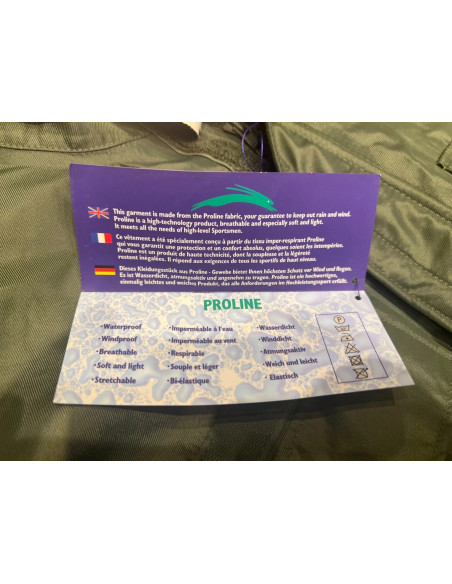 This garment is made from the Proline fabric, your guarantee to keep out rain and wind.
Proline is a high-technology product, breathable and especially soft and light.
It meets all the needs of high-level Sportsmen.
Ce vêtement a été spécialement conçu à partir du tissu imper-respirant Proline
qui vous garantit une protection et un confort absolus, quelques soient les intempéries.
Proline est un produit de haute technicité, dont la souplesse et la légèreté
restent inégalées. Il répond aux exigences de tous les sportifs de haut niveau.
Dieses Kleidungsstück aus Proline - Gewebe bietet Ihnen höchsten Schutz vor Wind und Regen.
Es ist Wasserdicht, atmungsaktiv und angenehm zu tragen. Proline ist ein hochwertiges,
einmalig leichtes und weiches Produkt, das alle Anforderungen im Hochleistungssport erfüllt.
PROLINE
·Waterproof
·Windproof
·Breathable
·Soft and light
·Stretchable
·Imperméable à l'eau
·Imperméable au vent
·Respirable
·Souple et léger
·Bi-élastique
·Wasserdicht
·Winddicht
·Atmungsaktiv
·Weich und leicht
·Elastisch